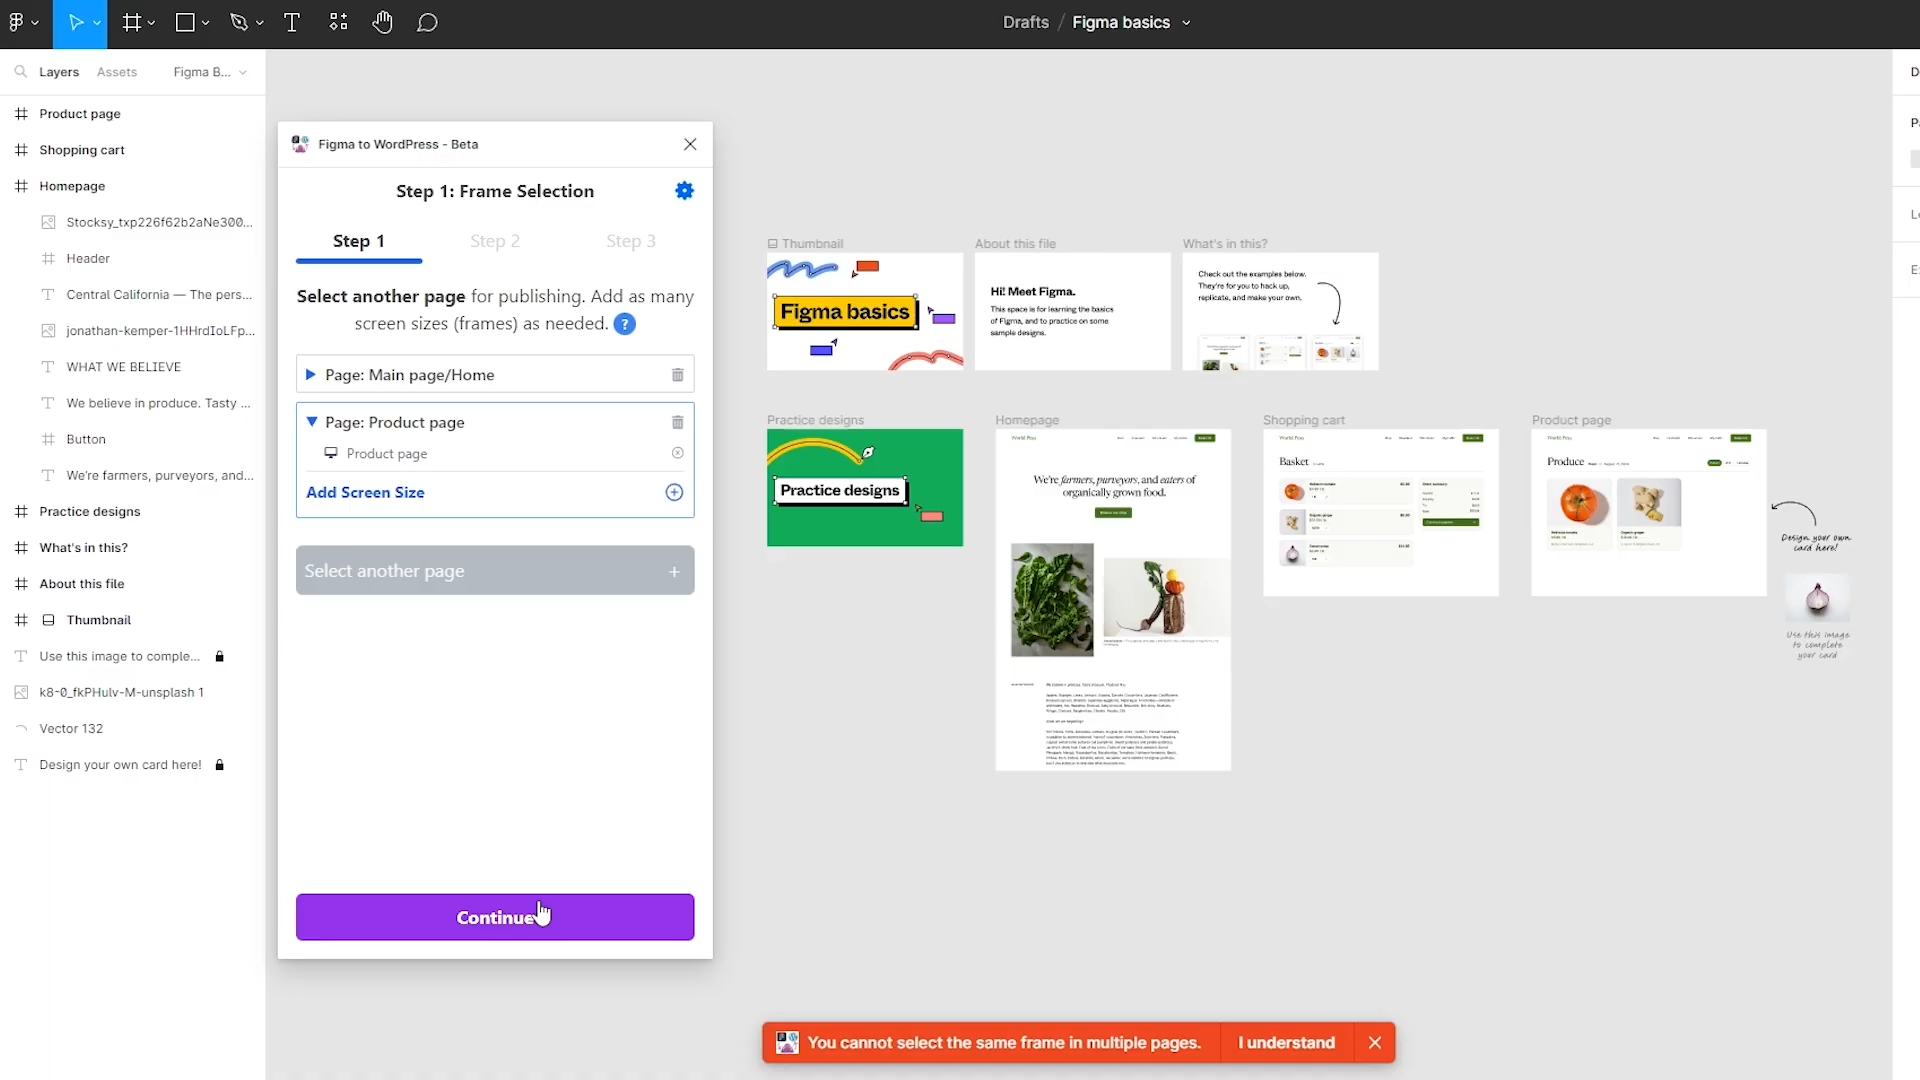 Drafts / Figma basics
Layers
Assets
Figma B...
Product page
Shopping cart
Homepage
Stocksy_txp226f62b2aNe300...
Header
Central California — The pers...
jonathan-kemper-1HHrdIoLFp...
WHAT WE BELIEVE
We believe in produce. Tasty ...
Button
We're farmers, purveyors, and...
Practice designs
What's in this?
About this file
Thumbnail
Use this image to comple...
k8-0_fkPHulv-M-unsplash 1
Vector 132
Design your own card here!
Figma to WordPress - Beta
Step 1: Frame Selection
Step 1
Step 2
Step 3
Select another page for publishing. Add as many
screen sizes (frames) as needed. ?
Page: Main page/Home
Page: Product page
Product page
Add Screen Size
Select another page
Continue
Thumbnail
Figma basics
About this file
Hi! Meet Figma.
This space is for learning the basics
of Figma, and to practice on some
sample designs.
What's in this?
Check out the examples below.
They're for you to hack up,
replicate, and make your own.
Practice designs
Practice designs
Homepage
World Peas
We're farmers, purveyors, and eaters of
organically grown food.
Shopping cart
World Peas
Basket
Product page
World Peas
Produce
Design your own
card here!
Use this image
to complete
your card
You cannot select the same frame in multiple pages.
I understand